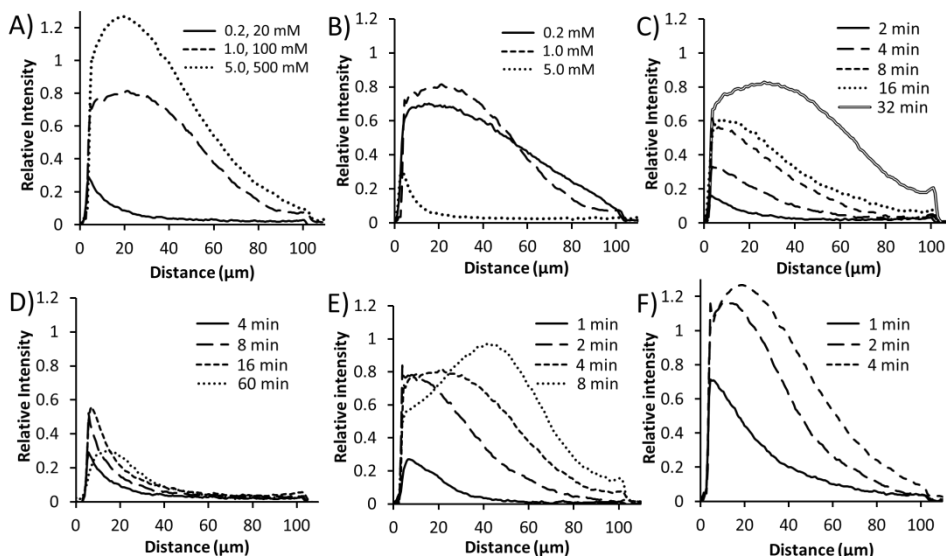 A)
0.2, 20 mM
1.0, 100 mM
5.0, 500 mM
Relative Intensity
1.2
1
0.8
0.6
0.4
0.2
0
0 20 40 60 80 100
Distance (μm)
B)
0.2 mM
1.0 mM
5.0 mM
Relative Intensity
1.2
1
0.8
0.6
0.4
0.2
0
0 20 40 60 80 100
Distance (μm)
C)
2 min
4 min
8 min
16 min
32 min
Relative Intensity
1.2
1
0.8
0.6
0.4
0.2
0
0 20 40 60 80 100
Distance (μm)
D)
4 min
8 min
16 min
60 min
Relative Intensity
1.2
1
0.8
0.6
0.4
0.2
0
0 20 40 60 80 100
Distance (μm)
E)
1 min
2 min
4 min
8 min
Relative Intensity
1.2
1
0.8
0.6
0.4
0.2
0
0 20 40 60 80 100
Distance (μm)
F)
1 min
2 min
4 min
Relative intensity
1.2
1
0.8
0.6
0.4
0.2
0
0 20 40 60 80 100
Distance (μm)